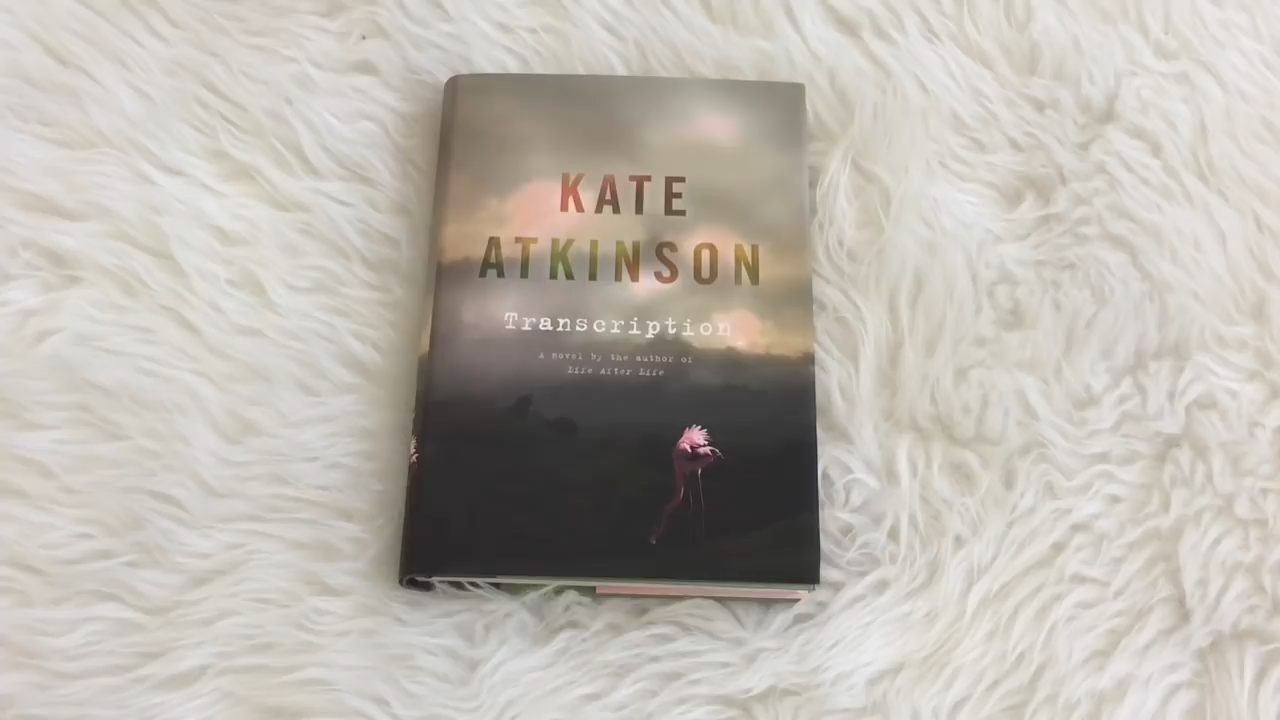 KATE
ATKINSON
Transcription
A novel by the author of
Life After Life